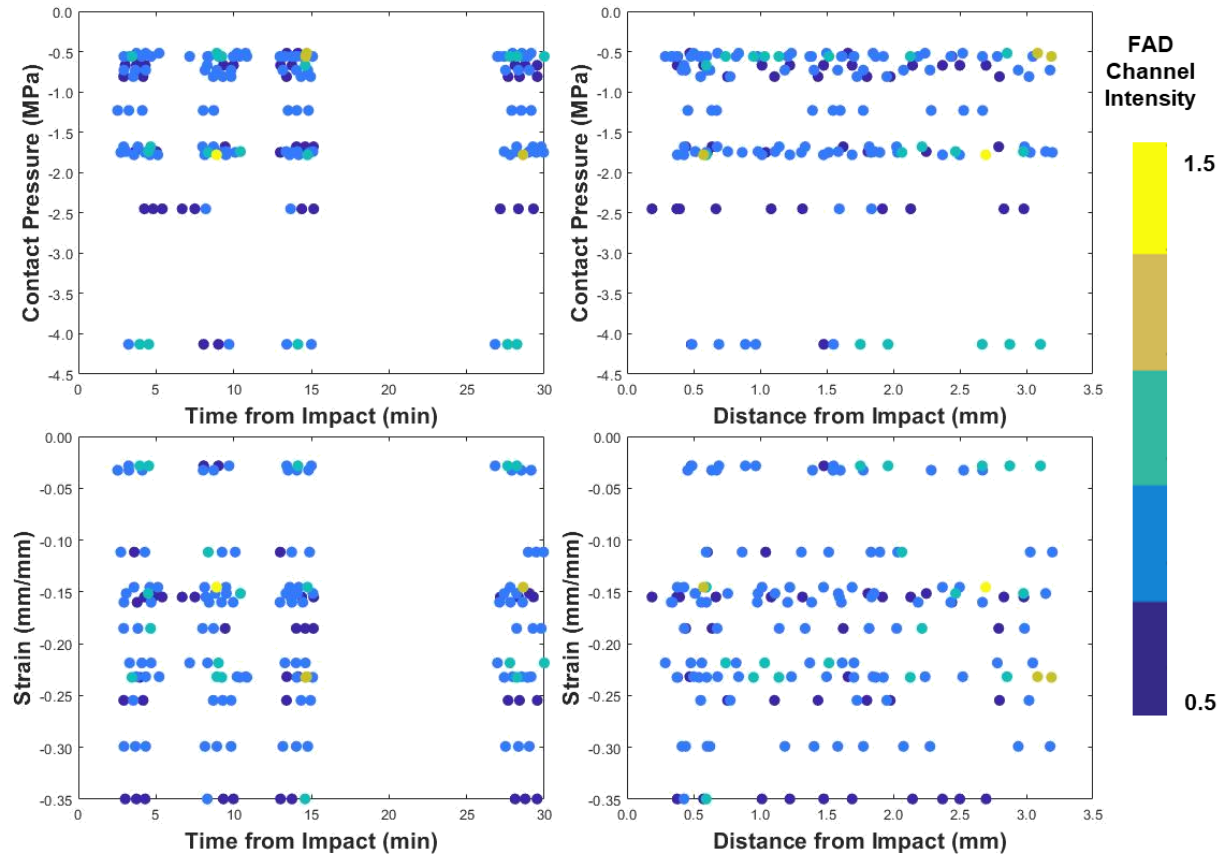 0.0
-0.5
-1.0
-1.5
-2.0
-2.5
-3.0
-3.5
-4.0
-4.5
Contact Pressure (MPa)
0 5 10 15 20 25 30
Time from Impact (min)
0.0
-0.5
-1.0
-1.5
-2.0
-2.5
-3.0
-3.5
-4.0
-4.5
Contact Pressure (MPa)
0 0.5 1.0 1.5 2.0 2.5 3.0 3.5
Distance from Impact (mm)
FAD
Channel
Intensity
1.5
0.5
0.00
-0.05
-0.10
-0.15
-0.20
-0.25
-0.30
-0.35
Strain (mm/mm)
0 5 10 15 20 25 30
Time from Impact (min)
0.00
-0.05
-0.10
-0.15
-0.20
-0.25
-0.30
-0.35
Strain (mm/mm)
0 0.5 1.0 1.5 2.0 2.5 3.0 3.5
Distance from Impact (mm)